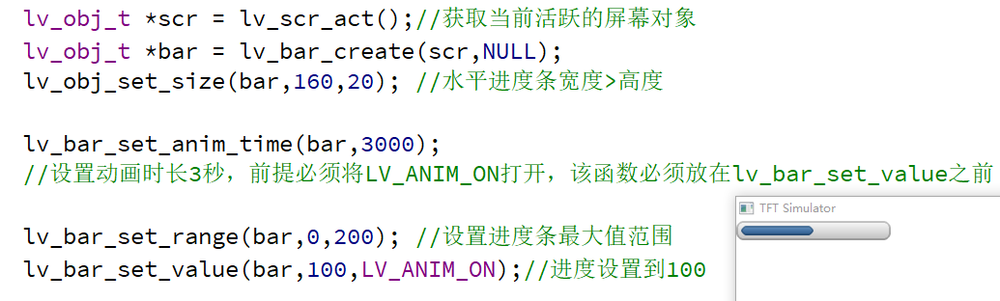 lv_obj_t *scr = lv_scr_act();//获取当前活跃的屏幕对象
lv_obj_t *bar = lv_bar_create(scr,NULL);
lv_obj_set_size(bar,160,20); //水平进度条宽度>高度
lv_bar_set_anim_time(bar,3000);
//设置动画时长3秒，前提必须将LV_ANIM_ON打开，该函数必须放在lv_bar_set_value之前
TFT Simulator
lv_bar_set_range(bar,0,200); //设置进度条最大值范围
lv_bar_set_value(bar,100,LV_ANIM_ON);//进度设置到100